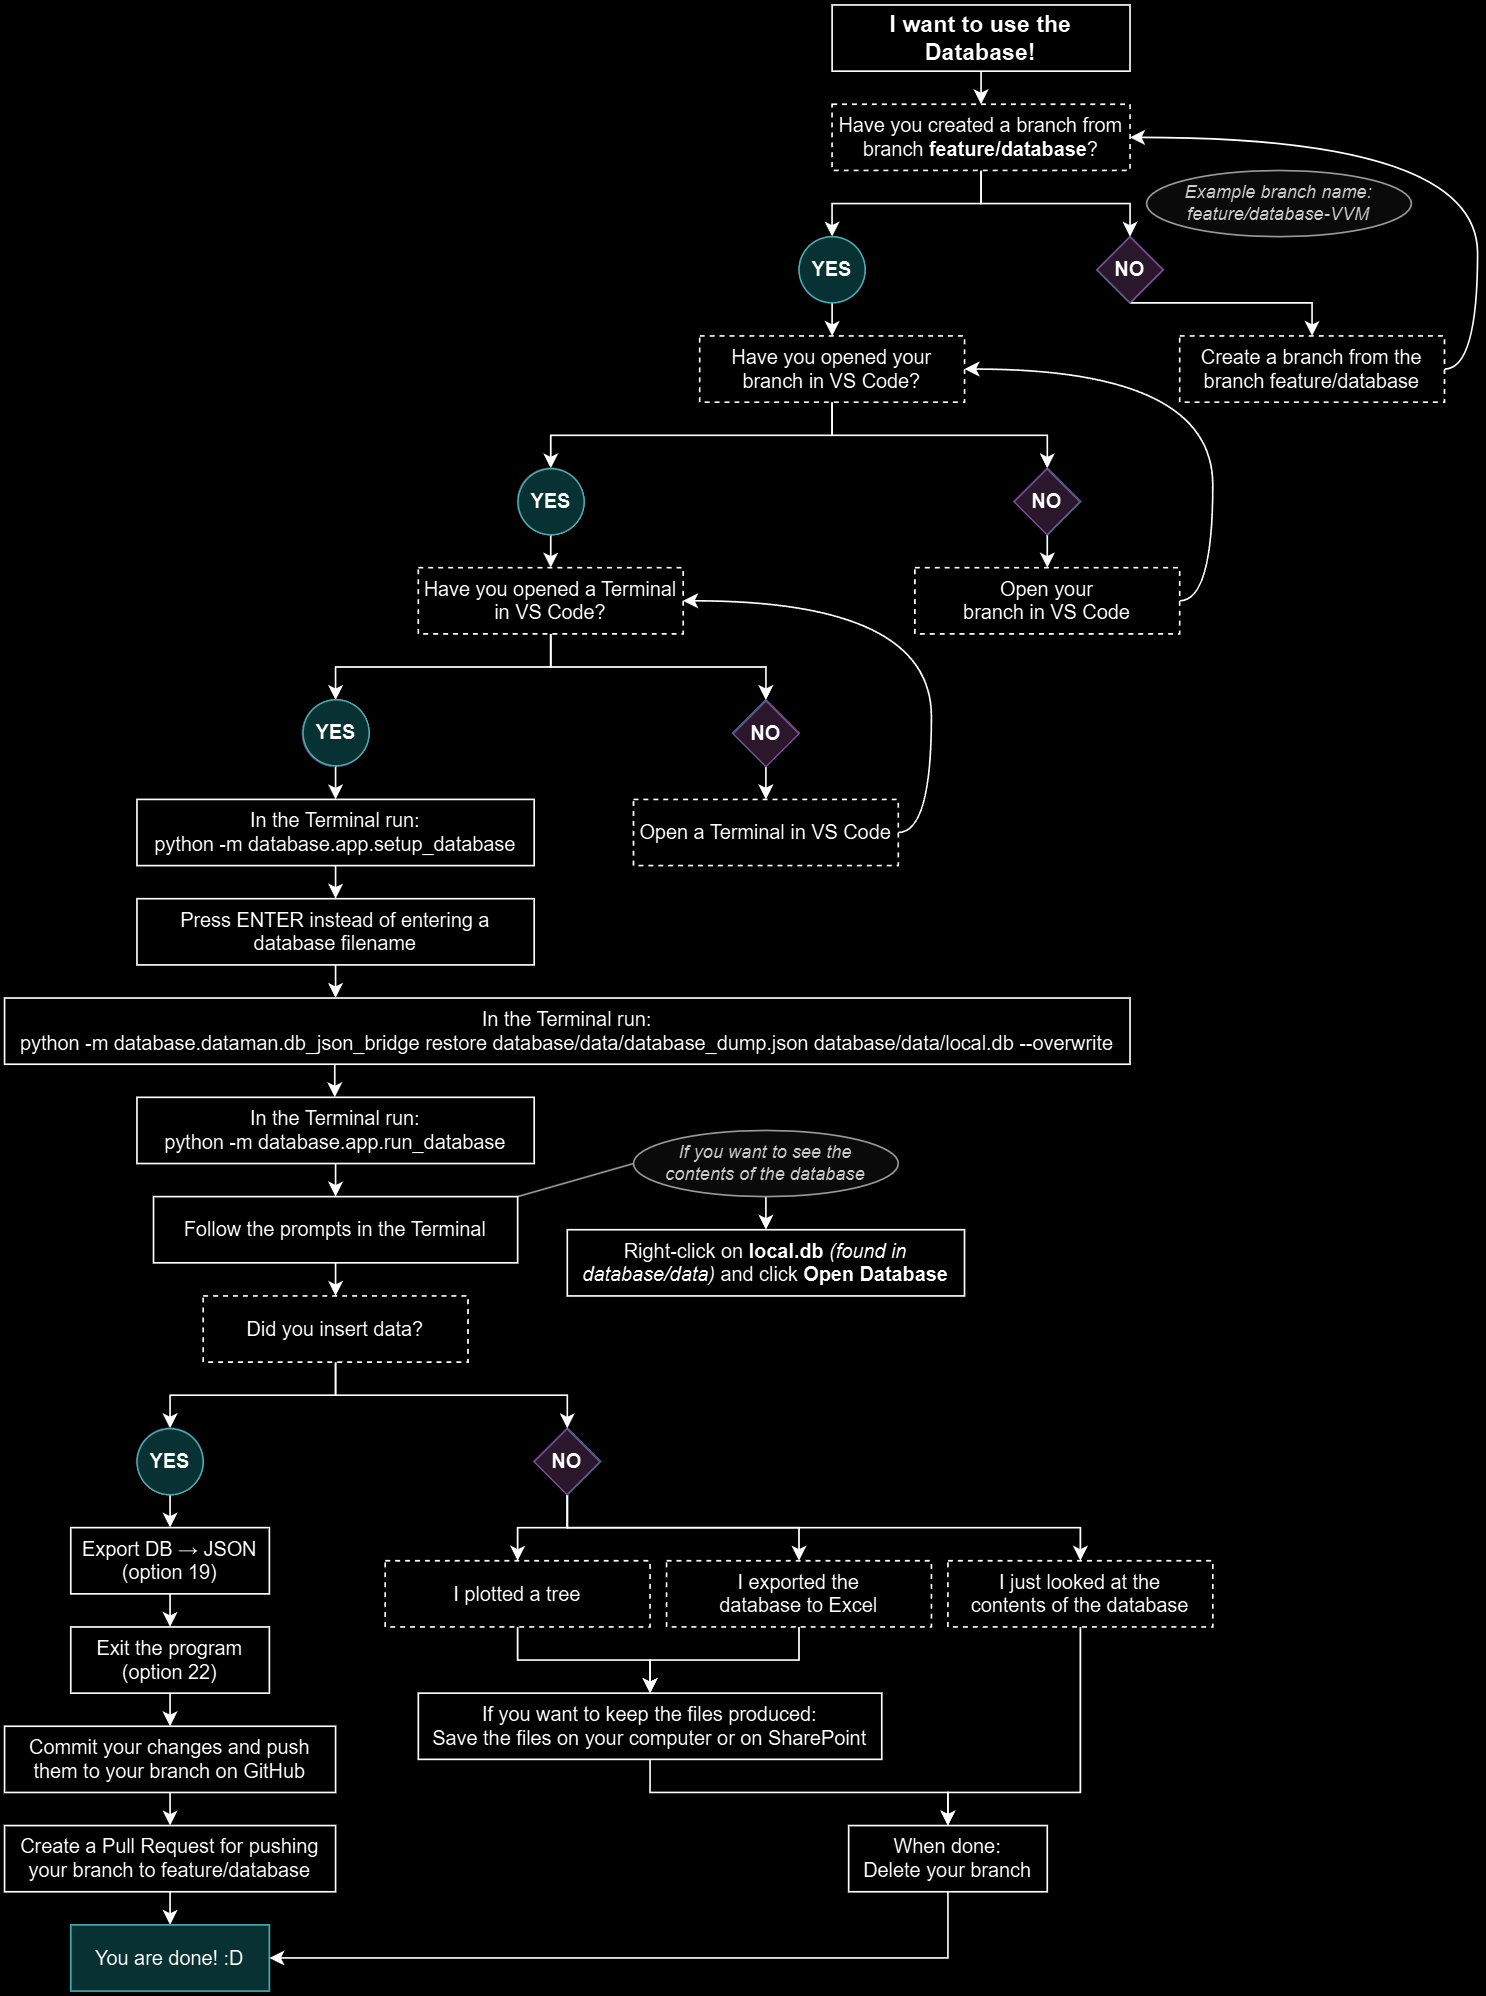 I want to use the
Database!
Have you created a branch from
branch feature/database?
Example branch name:
feature/database-VVM
YES
NO
Have you opened your
branch in VS Code?
Create a branch from the
branch feature/database
YES
NO
Have you opened a Terminal
in VS Code?
Open your
branch in VS Code
YES
NO
In the Terminal run:
python -m database.app.setup_database
Open a Terminal in VS Code
Press ENTER instead of entering a
database filename
In the Terminal run:
python -m database.dataman.db_json_bridge restore database/data/database_dump.json database/data/local.db --overwrite
In the Terminal run:
python -m database.app.run_database
If you want to see the
contents of the database
Follow the prompts in the Terminal
Right-click on local.db (found in
database/data) and click Open Database
Did you insert data?
YES
NO
Export DB → JSON
(option 19)
I plotted a tree
I exported the
database to Excel
I just looked at the
contents of the database
Exit the program
(option 22)
If you want to keep the files produced:
Save the files on your computer or on SharePoint
Commit your changes and push
them to your branch on GitHub
Create a Pull Request for pushing
your branch to feature/database
When done:
Delete your branch
You are done! :D